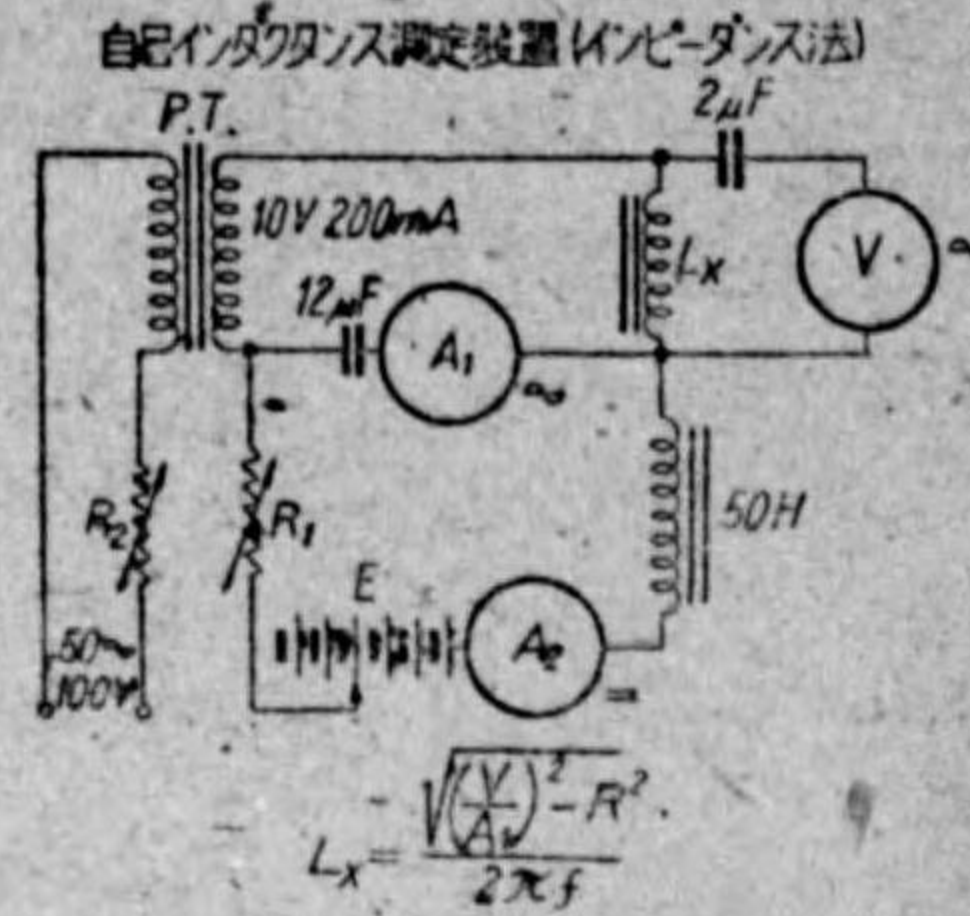 自己インダクタンス測定装置(インピーダンス法)
P.T.
2μF
10V 200mA
Lx
V
12μF
A₁
R₂
R₁
50H
E
A₂
50~
100V
Lx = √((V/A₁)² - R²) / 2πf